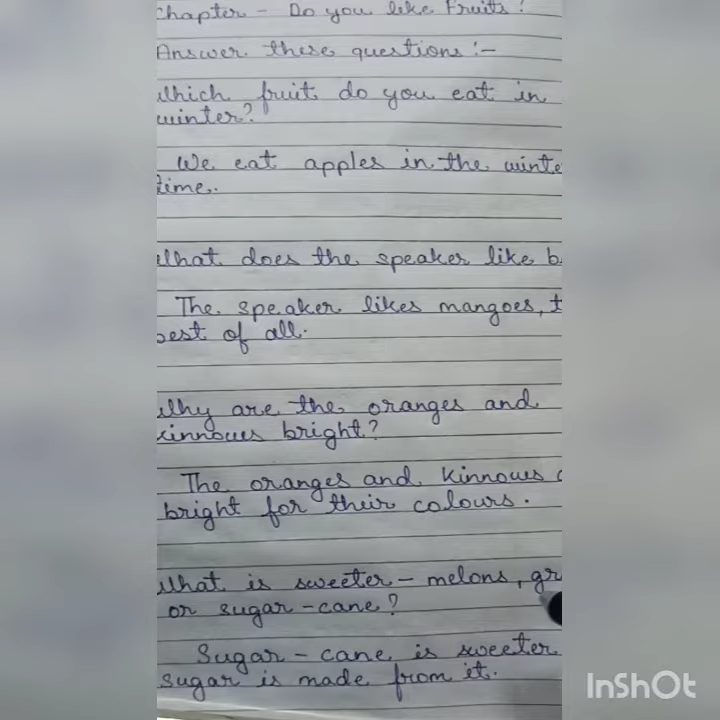 Chapter - Do you like Fruits?
Answer these questions :-
Which fruit do you eat in
winter?
We eat apples in the winte
time.
What does the speaker like b
The speaker likes mangoes, t
best of all.
Why are the oranges and
kinnows bright?
The oranges and kinnows
bright for their colours.
What is sweeter - melons, gr
or sugar-cane?
Sugar-cane is sweeter
sugar is made from it.
InShOt